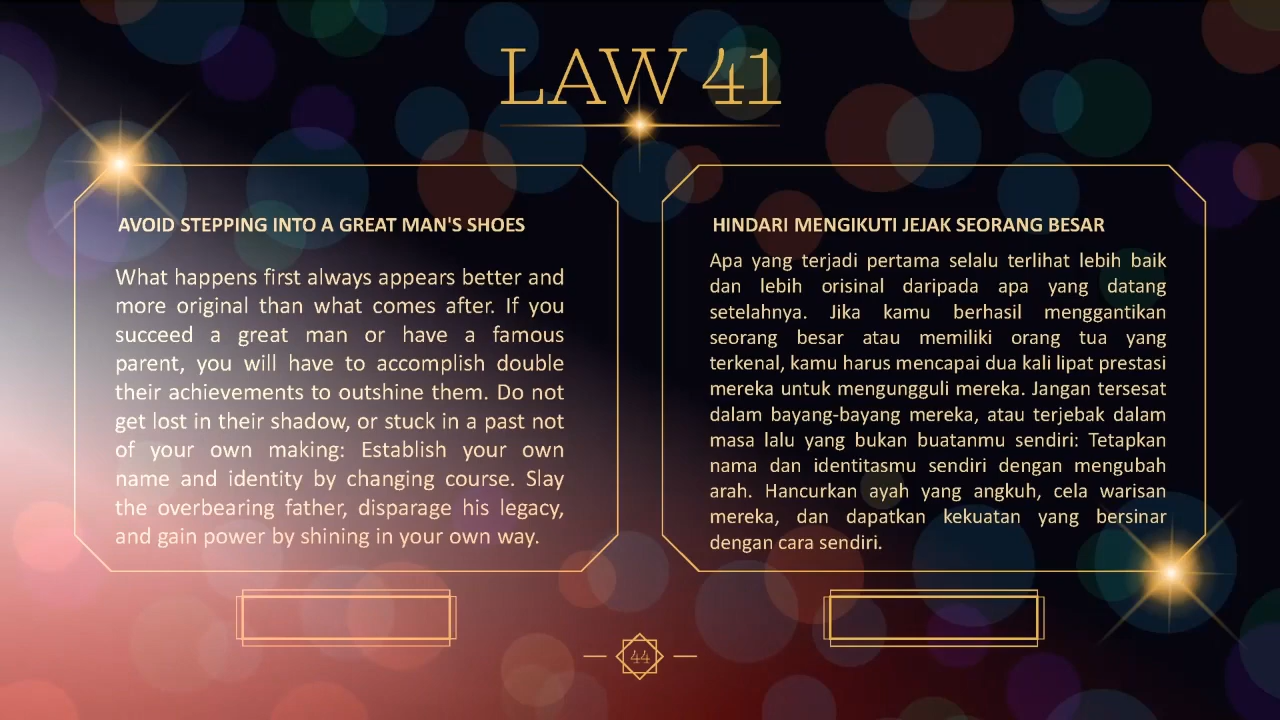 LAW 41
AVOID STEPPING INTO A GREAT MAN'S SHOES
What happens first always appears better and
more original than what comes after. If you
succeed a great man or have a famous
parent, you will have to accomplish double
their achievements to outshine them. Do not
get lost in their shadow, or stuck in a past not
of your own making: Establish your own
name and identity by changing course. Slay
the overbearing father, disparage his legacy,
and gain power by shining in your own way.
HINDARI MENGIKUTI JEJAK SEORANG BESAR
Apa yang terjadi pertama selalu terlihat lebih baik
dan lebih orisinal daripada apa yang datang
setelahnya. Jika kamu berhasil menggantikan
seorang besar atau memiliki orang tua yang
terkenal, kamu harus mencapai dua kali lipat prestasi
mereka untuk mengungguli mereka. Jangan tersesat
dalam bayang-bayang mereka, atau terjebak dalam
masa lalu yang bukan buatanmu sendiri: Tetapkan
nama dan identitasmu sendiri dengan mengubah
arah. Hancurkan ayah yang angkuh, cela warisan
mereka, dan dapatkan kekuatan yang bersinar
dengan cara sendiri.
44